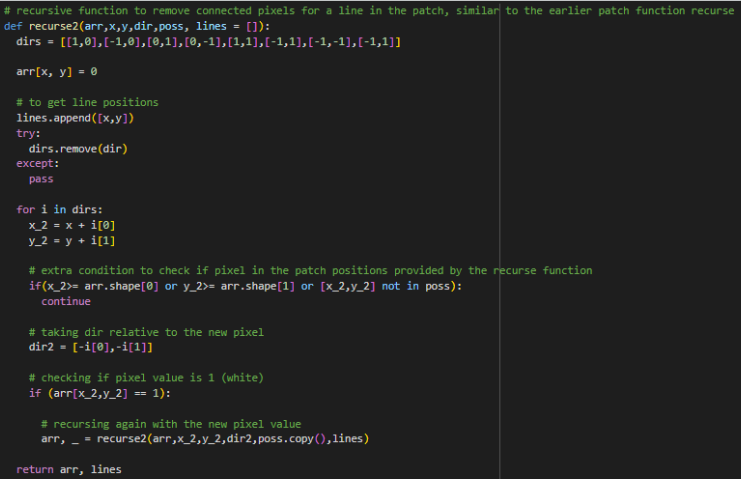 # recursive function to remove connected pixels for a line in the patch, similar to the earlier patch function recurse
def recurse2(arr,x,y,dir,poss, lines = []):
dirs = [[1,0],[-1,0],[0,1],[0,-1],[1,1],[-1,1],[-1,-1],[-1,1]]
arr[x, y] = 0
# to get line positions
lines.append([x,y])
try:
dirs.remove(dir)
except:
pass
for i in dirs:
x_2 = x + i[0]
y_2 = y + i[1]
# extra condition to check if pixel in the patch positions provided by the recurse function
if(x_2>= arr.shape[0] or y_2>= arr.shape[1] or [x_2,y_2] not in poss):
continue
# taking dir relative to the new pixel
dir2 = [-i[0],-i[1]]
# checking if pixel value is 1 (white)
if (arr[x_2,y_2] == 1):
# recursing again with the new pixel value
arr, _ = recurse2(arr,x_2,y_2,dir2,poss.copy(),lines)
return arr, lines